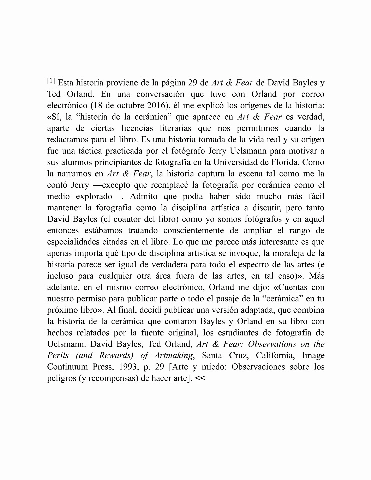 [1] Esta historia proviene de la página 29 de Art & Fear de David Bayles y
Ted Orland. En una conversación que tuve con Orland por correo
electrónico (18 de octubre 2016), él me explicó los orígenes de la historia:
«Sí, la “historia de la cerámica” que aparece en Art & Fear es verdad,
aparte de ciertas licencias literarias que nos permitimos cuando la
redactamos para el libro. Es una historia tomada de la vida real y su origen
fue una táctica practicada por el fotógrafo Jerry Uelsmann para motivar a
sus alumnos principiantes de fotografía en la Universidad de Florida. Como
la narramos en Art & Fear, la historia captura la escena tal como me la
contó Jerry —excepto que reemplacé la fotografía por cerámica como el
medio explorado—. Admito que podía haber sido mucho más fácil
mantener la fotografía como la disciplina artística a discutir, pero tanto
David Bayles (el coautor del libro) como yo somos fotógrafos y en aquel
entonces estábamos tratando conscientemente de ampliar el rango de
especialidades citadas en el libro. Lo que me parece más interesante es que
apenas importa qué tipo de disciplina artística se invoque, la moraleja de la
historia parece ser igual de verdadera para todo el espectro de las artes (e
incluso para cualquier otra área fuera de las artes, en tal caso)». Más
adelante, en el mismo correo electrónico, Orland me dijo: «Cuentas con
nuestro permiso para publicar parte o todo el pasaje de la “cerámica” en tu
próximo libro». Al final, decidí publicar una versión adaptada, que combina
la historia de la cerámica que contaron Bayles y Orland en su libro con
hechos relatados por la fuente original, los estudiantes de fotografía de
Uelsmann. David Bayles, Ted Orland, Art & Fear: Observations on the
Perils (and Rewards) of Artmaking, Santa Cruz, California, Image
Continuum Press, 1993, p. 29 [Arte y miedo: Observaciones sobre los
peligros (y recompensas) de hacer arte]. <<